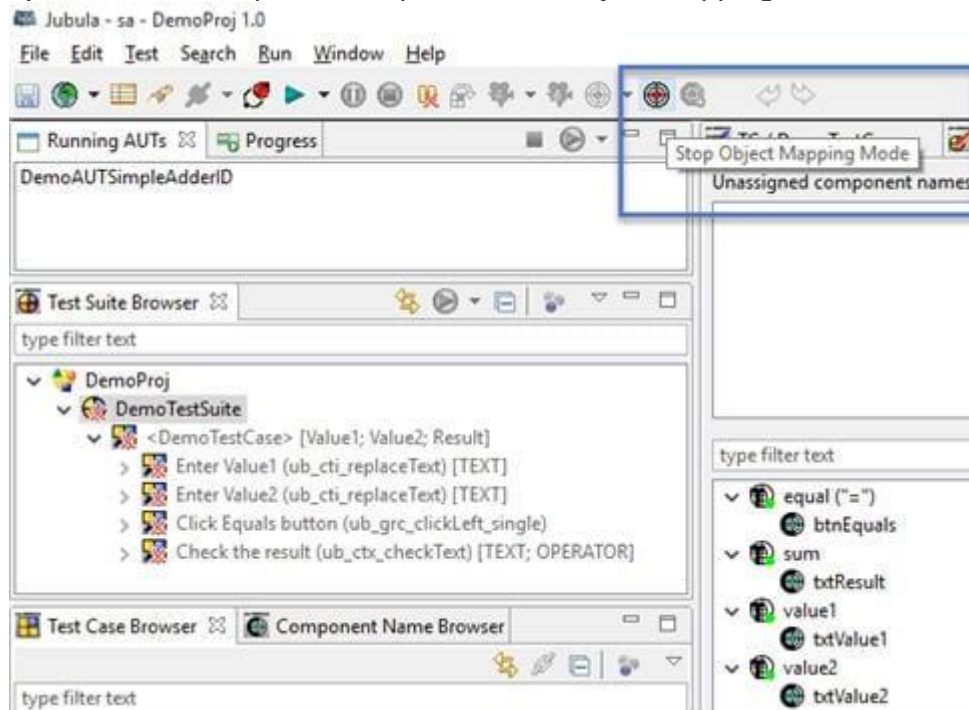 Jubula - sa - DemoProj 1.0
File Edit Test Search Run Window Help
Running AUTs Progress
Stop Object Mapping Mode
DemoAUTSimpleAdderID
Unassigned component names
Test Suite Browser
type filter text
DemoProj
DemoTestSuite
<DemoTestCase> [Value1; Value2; Result]
Enter Value1 (ub_cti_replaceText) [TEXT]
Enter Value2 (ub_cti_replaceText) [TEXT]
Click Equals button (ub_grc_clickLeft_single)
Check the result (ub_ctx_checkText) [TEXT; OPERATOR]
type filter text
equal ("=")
btnEquals
sum
txtResult
value1
txtValue1
value2
txtValue2
Test Case Browser Component Name Browser
type filter text